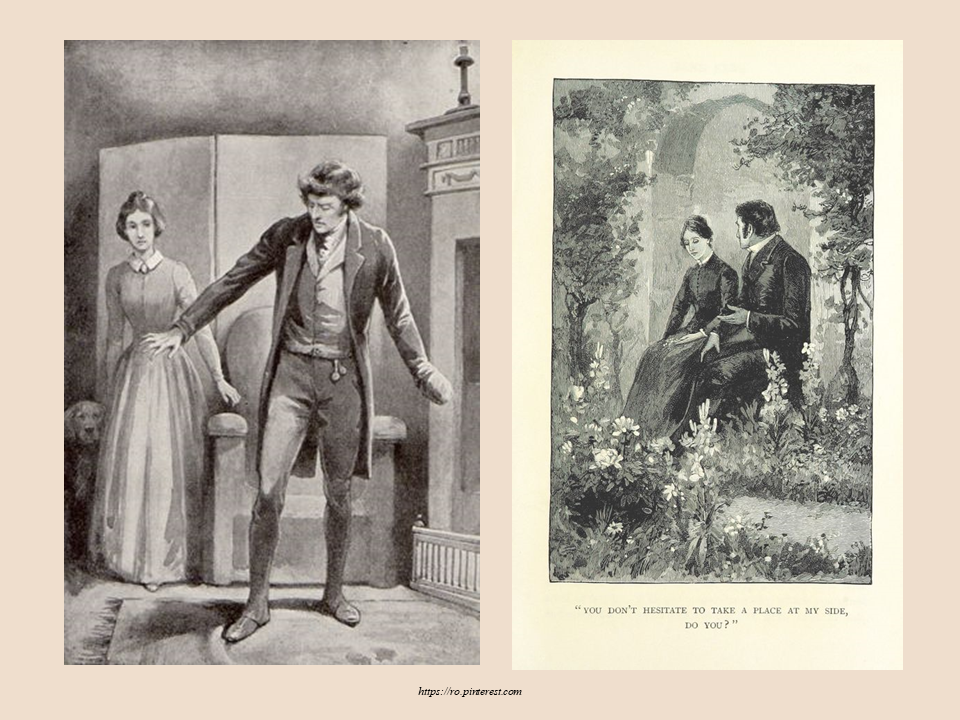 “YOU DON'T HESITATE TO TAKE A PLACE AT MY SIDE,
DO YOU?”
https://ro.pinterest.com